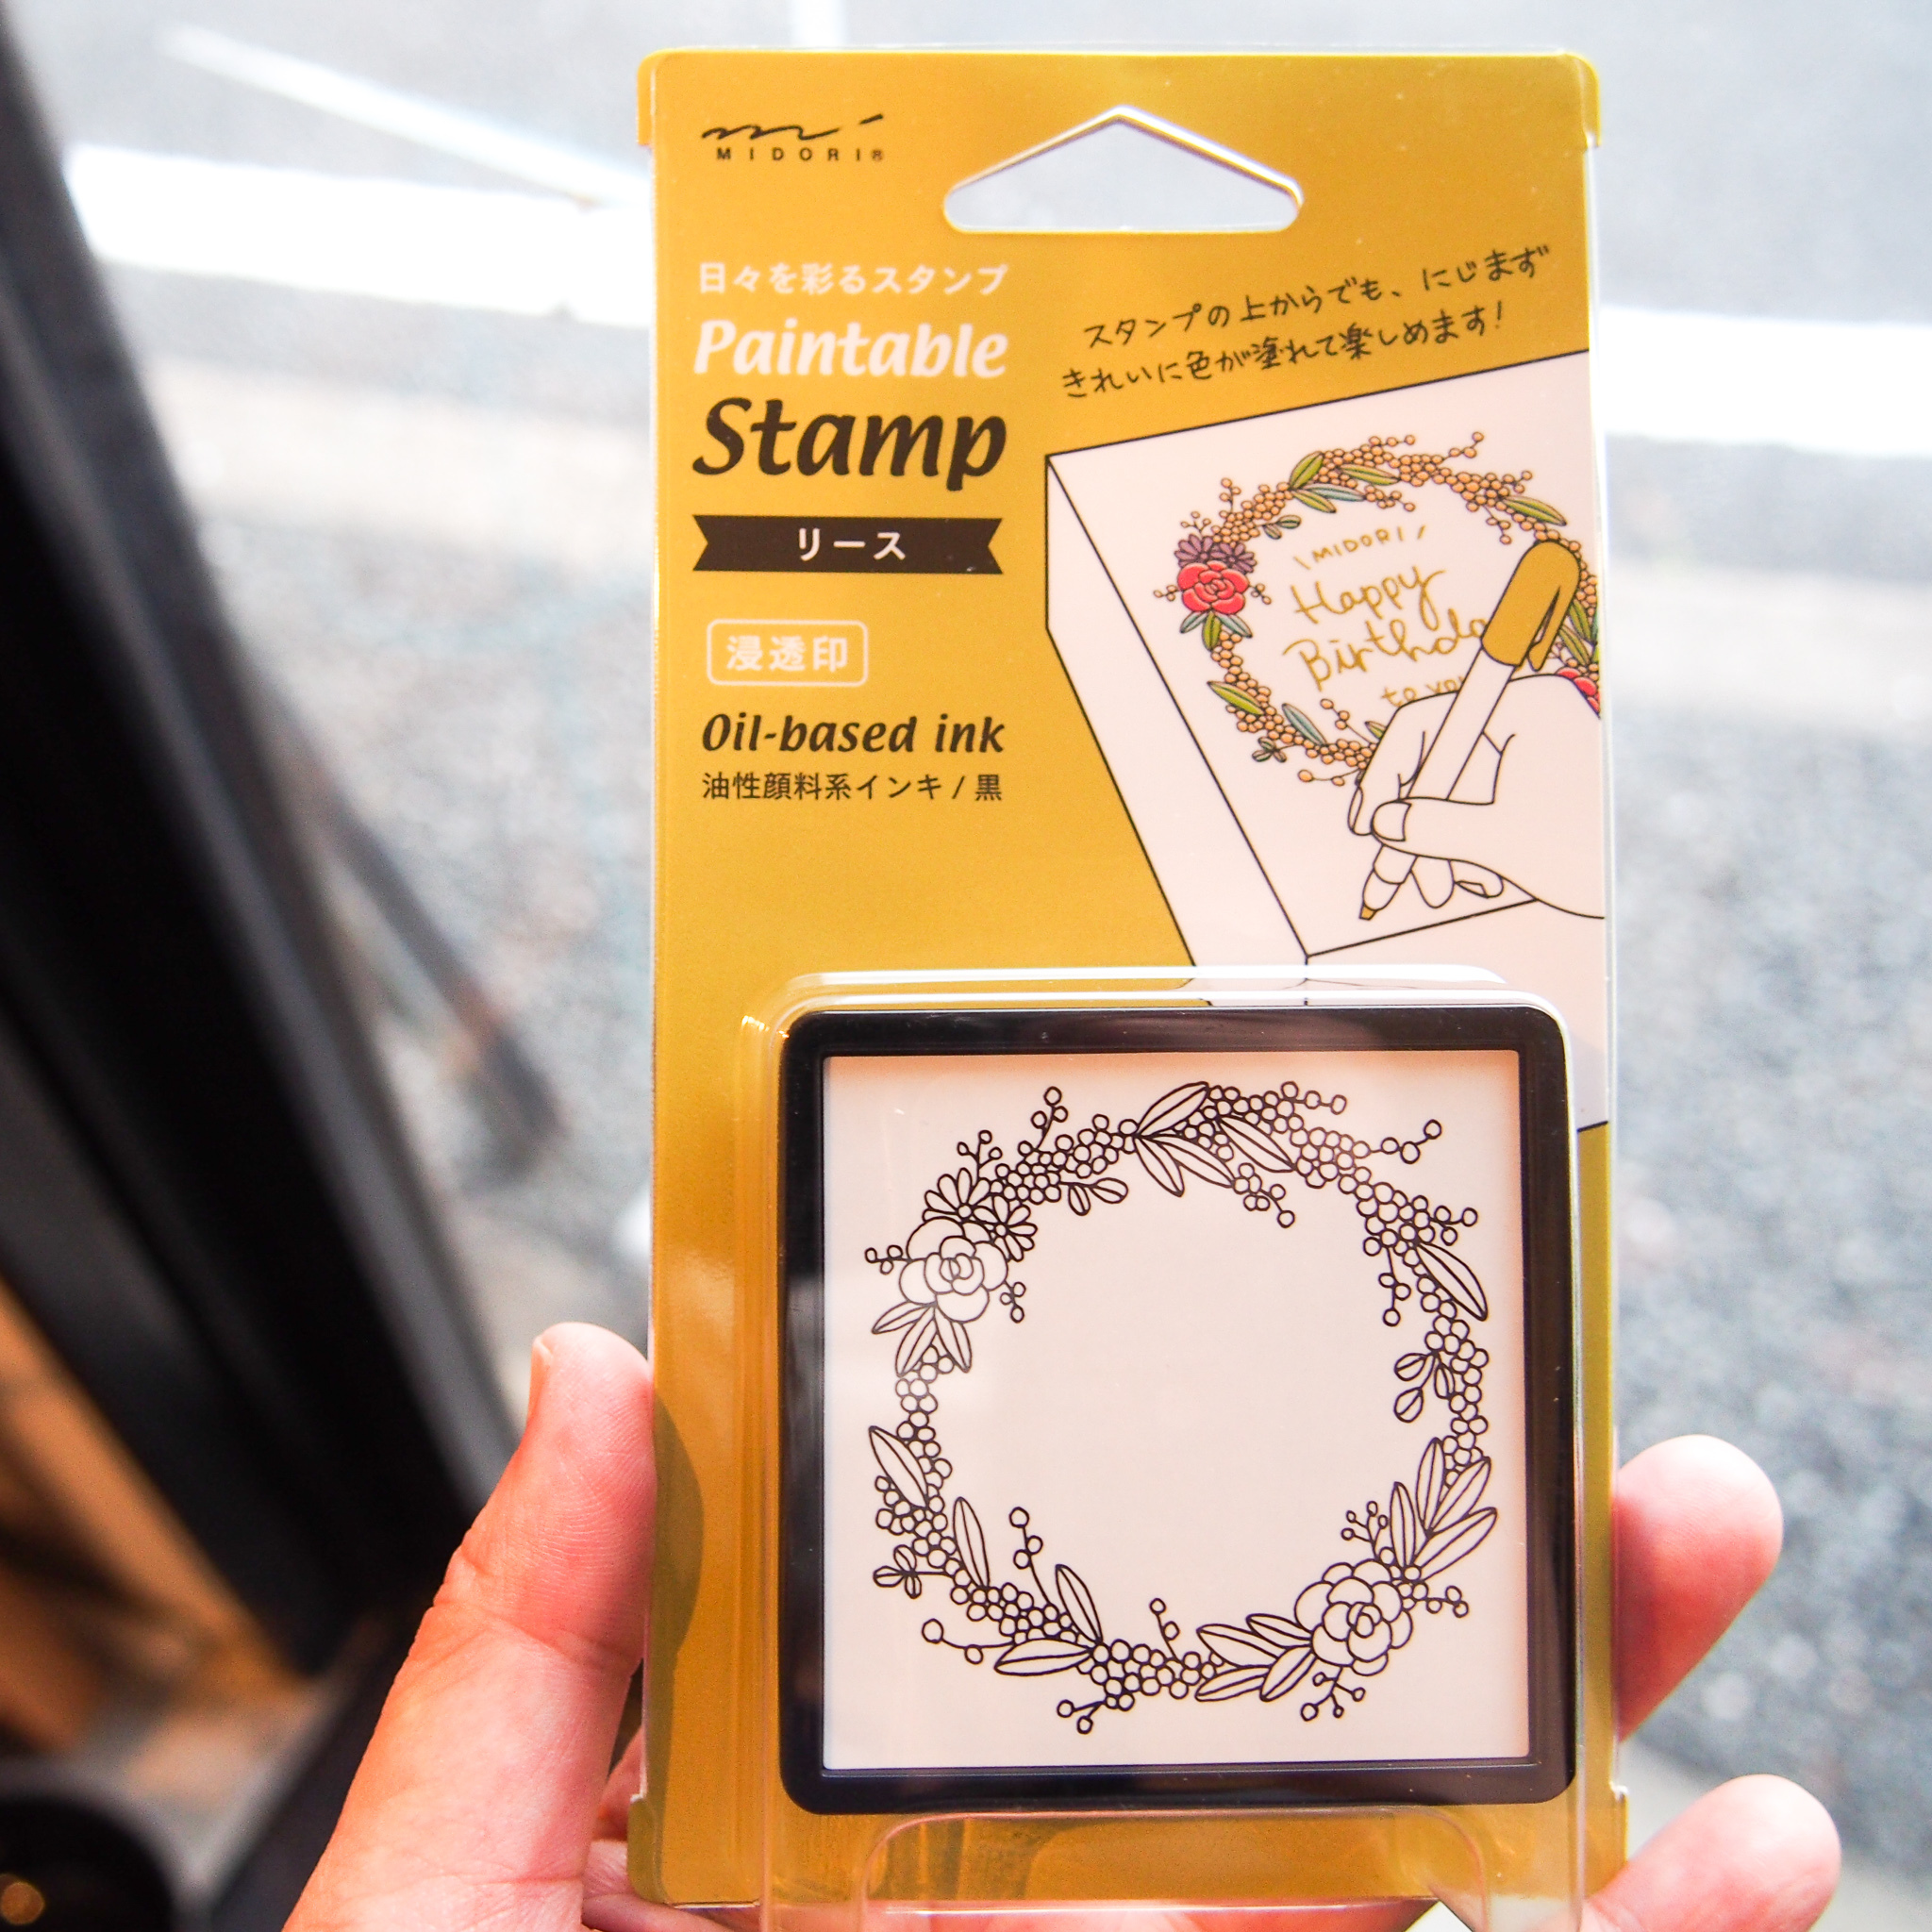 MIDORI®
日々を彩るスタンプ
Paintable
Stamp
リース
浸透印
Oil-based ink
油性顔料系インキ / 黒
スタンプの上からでも、にじまず
きれいに色が塗れて楽しめます!
\ MIDORI /
Happy
Birthda
to you